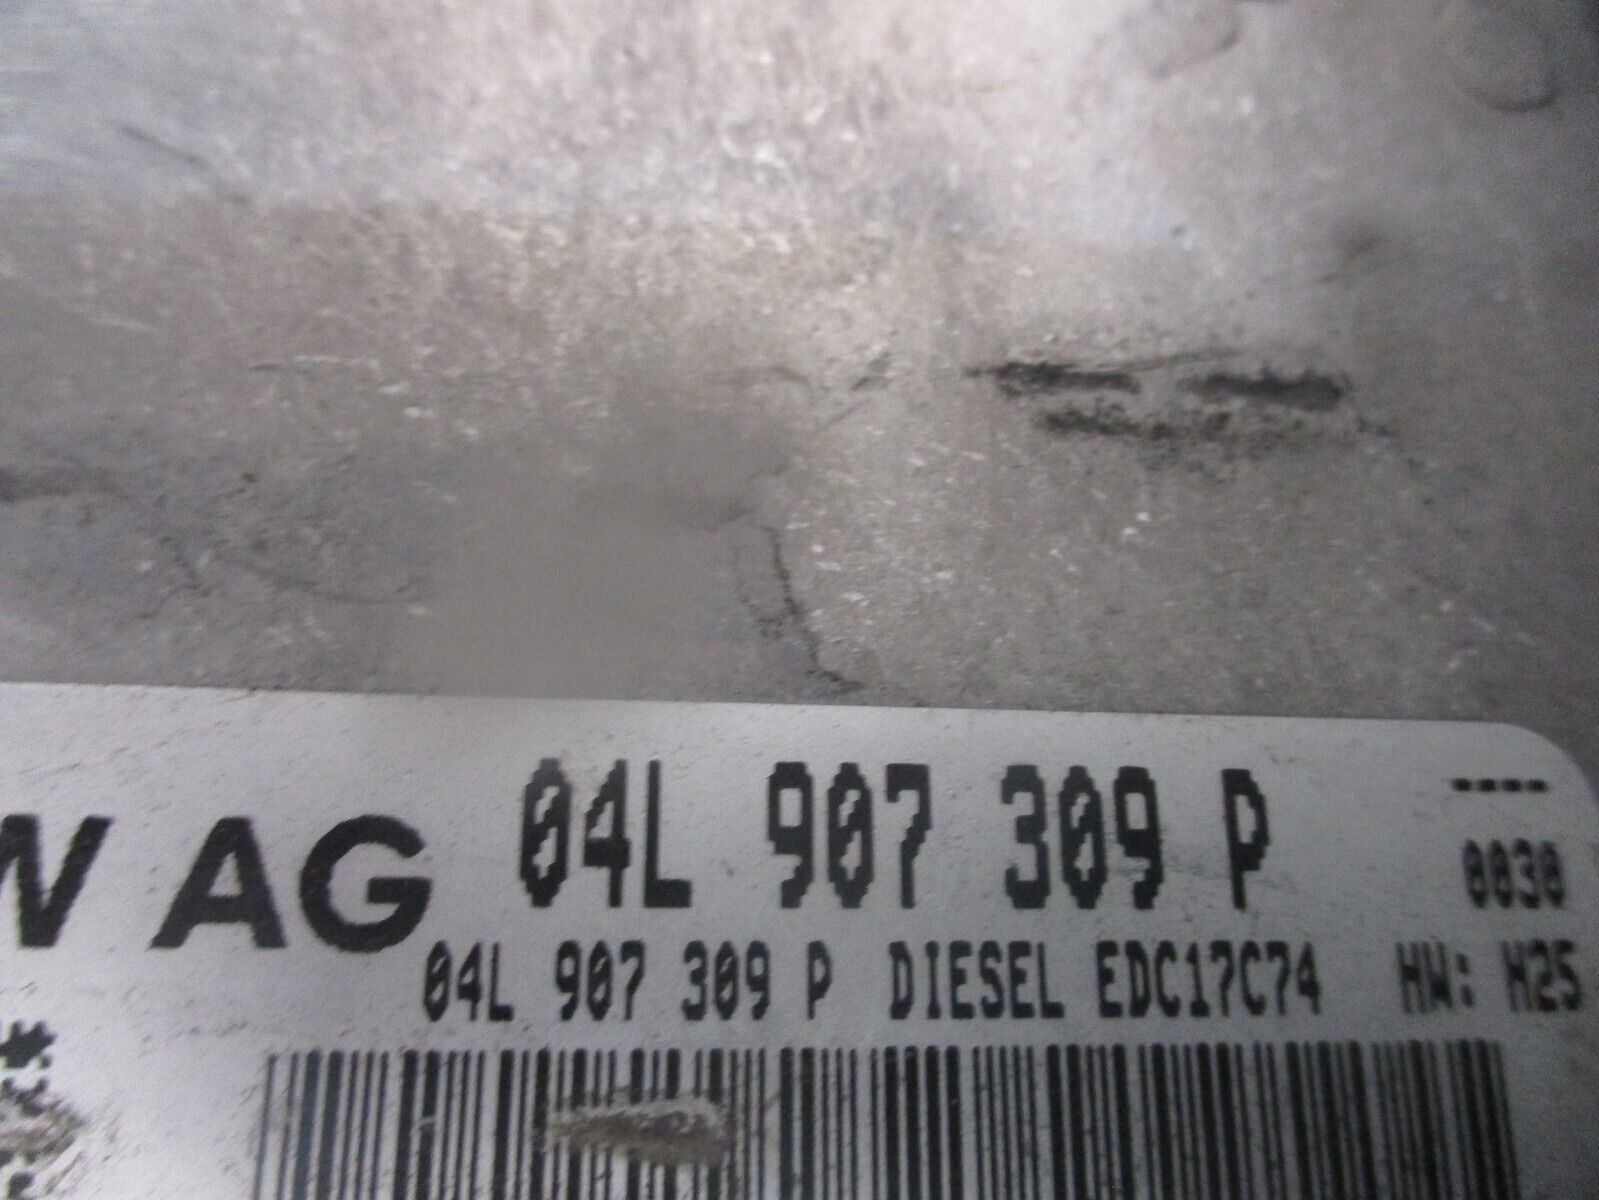 W AG 04L 907 309 P ----
0030
04L 907 309 P DIESEL EDC17C74 HW: H25